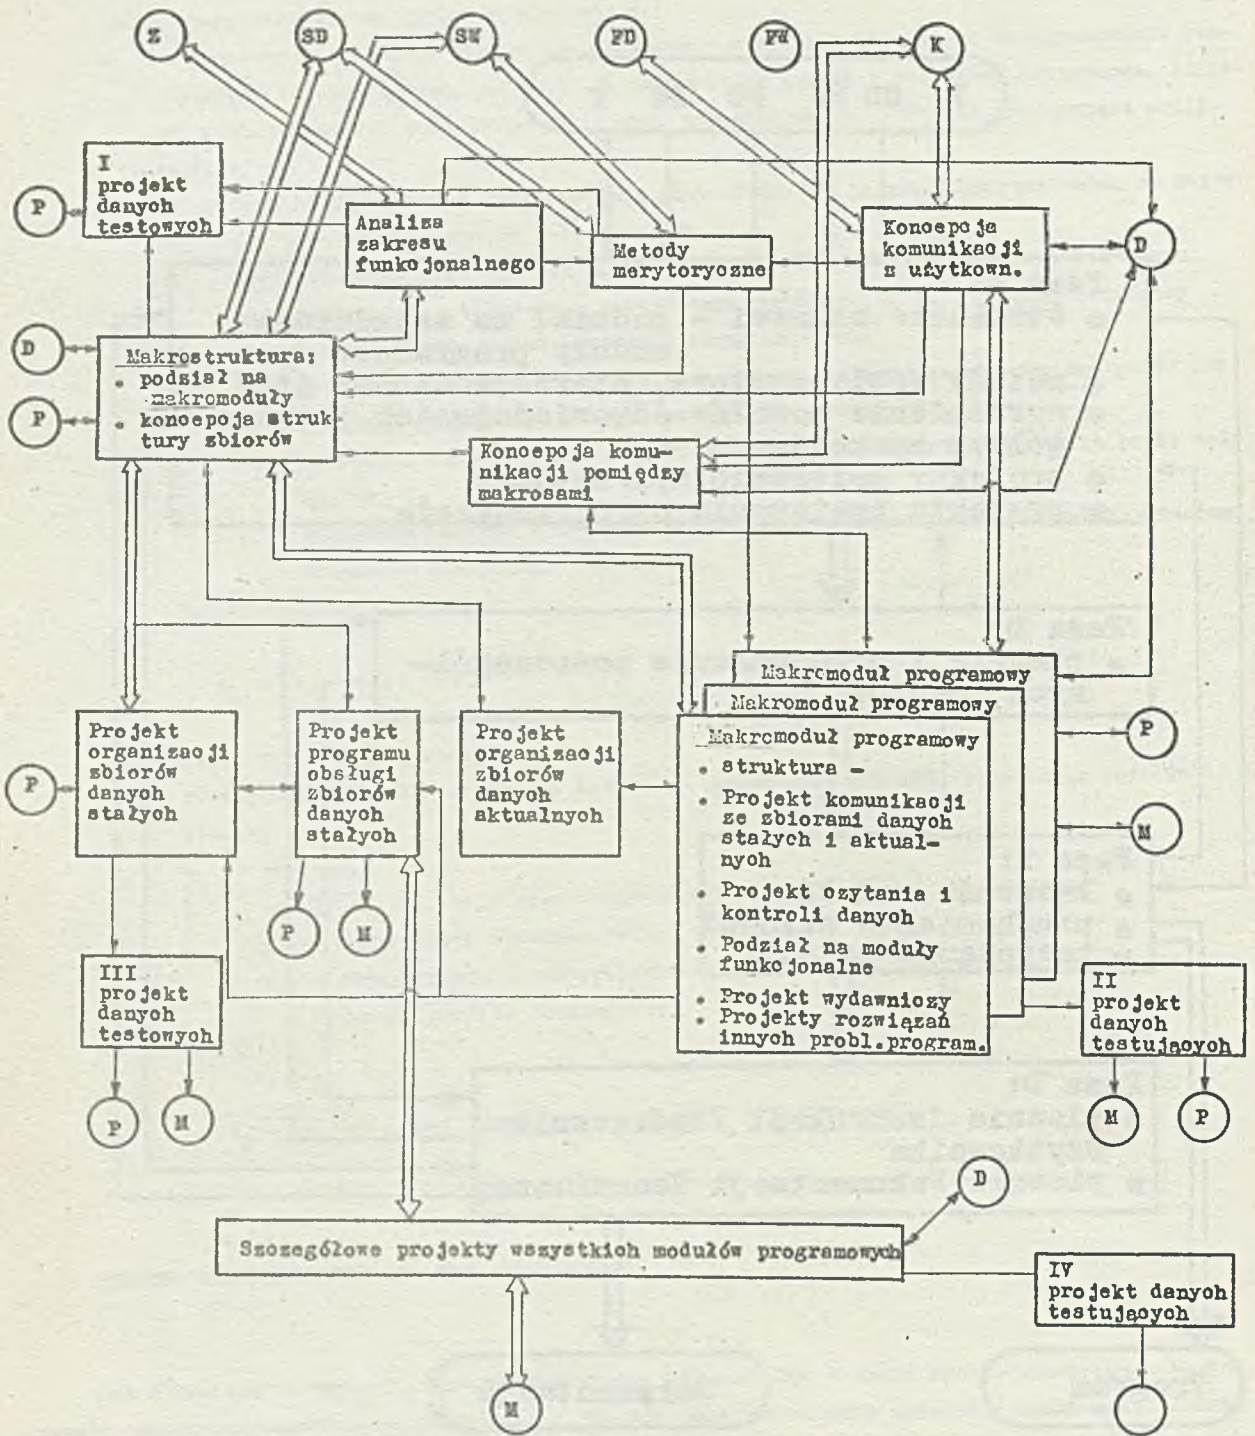 Z
SD
SW
FD
FW
K
I
projekt
danych
testowych
P
Analiza
zakresu
funkcjonalnego
Metody
merytoryczne
Koncepcja
komunikacji
z użytkown.
D
D
P
Makrostruktura:
• podział na
makromoduły
• koncepcja struk-
tury zbiorów
Koncepcja komu-
nikacji pomiędzy
makrosami
Makromoduł programowy
Makromoduł programowy
Makromoduł programowy
• struktura -
• Projekt komunikacji
ze zbiorami danych
stałych i aktual-
nych
• Projekt czytania i
kontroli danych
• Podział na moduły
funkcjonalne
• Projekt wydawniczy
• Projekty rozwiązań
innych probl.program.
P
M
P
Projekt
organizacji
zbiorów
danych
stałych
Projekt
programu
obsługi
zbiorów
danych
stałych
Projekt
organizacji
zbiorów
danych
aktualnych
P
M
III
projekt
danych
testowych
P
M
II
projekt
danych
testujących
M
P
D
Szczegółowe projekty wszystkich modułów programowych
IV
projekt danych
testujących
M